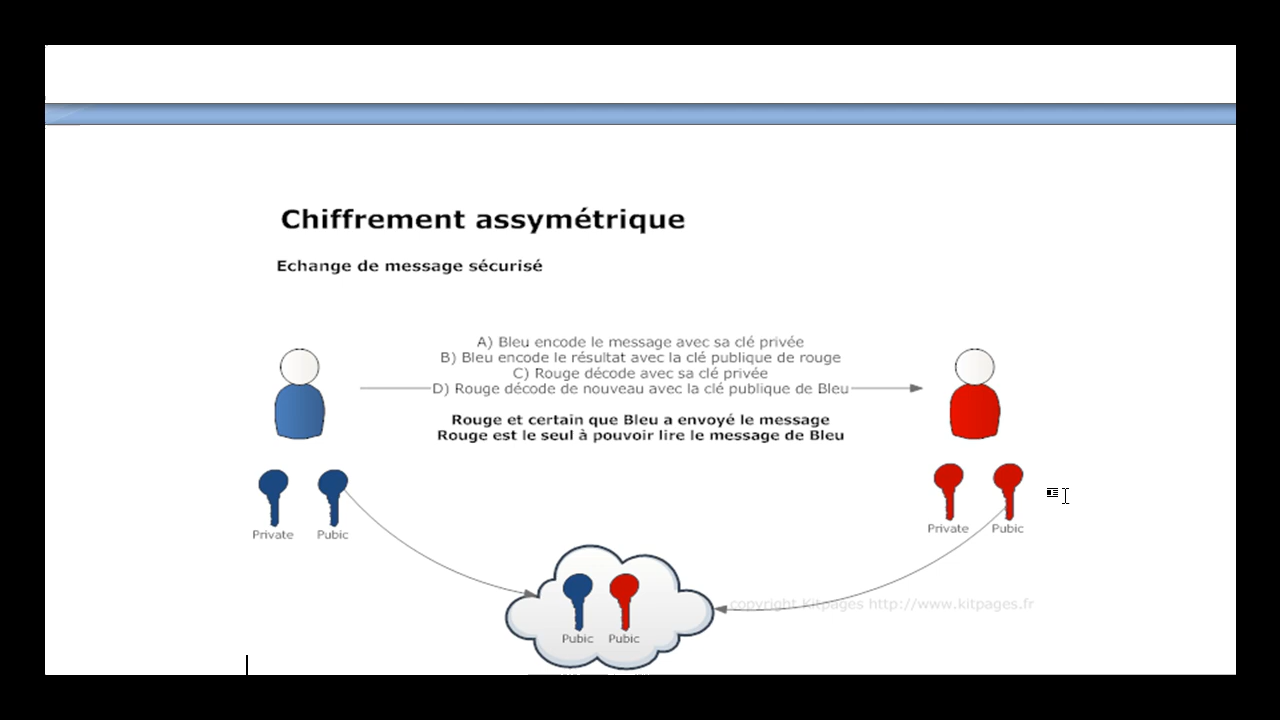 Chiffrement assymétrique
Echange de message sécurisé
A) Bleu encode le message avec sa clé privée
B) Bleu encode le résultat avec la clé publique de rouge
C) Rouge décode avec sa clé privée
D) Rouge décode de nouveau avec la clé publique de Bleu
Rouge et certain que Bleu a envoyé le message
Rouge est le seul à pouvoir lire le message de Bleu
Private Pubic
Private Pubic
copyright Kitpages http://www.kitpages.fr
Pubic Pubic